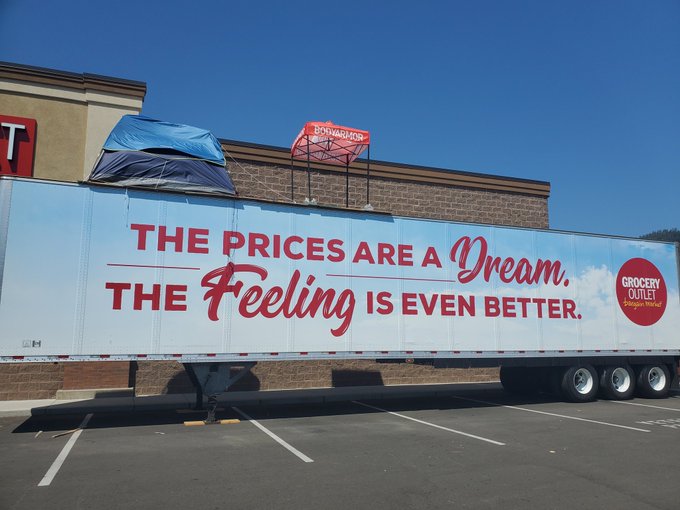 T
BODYARMOR
THE PRICES ARE A Dream.
THE Feeling IS EVEN BETTER.
GROCERY
OUTLET
bargain market